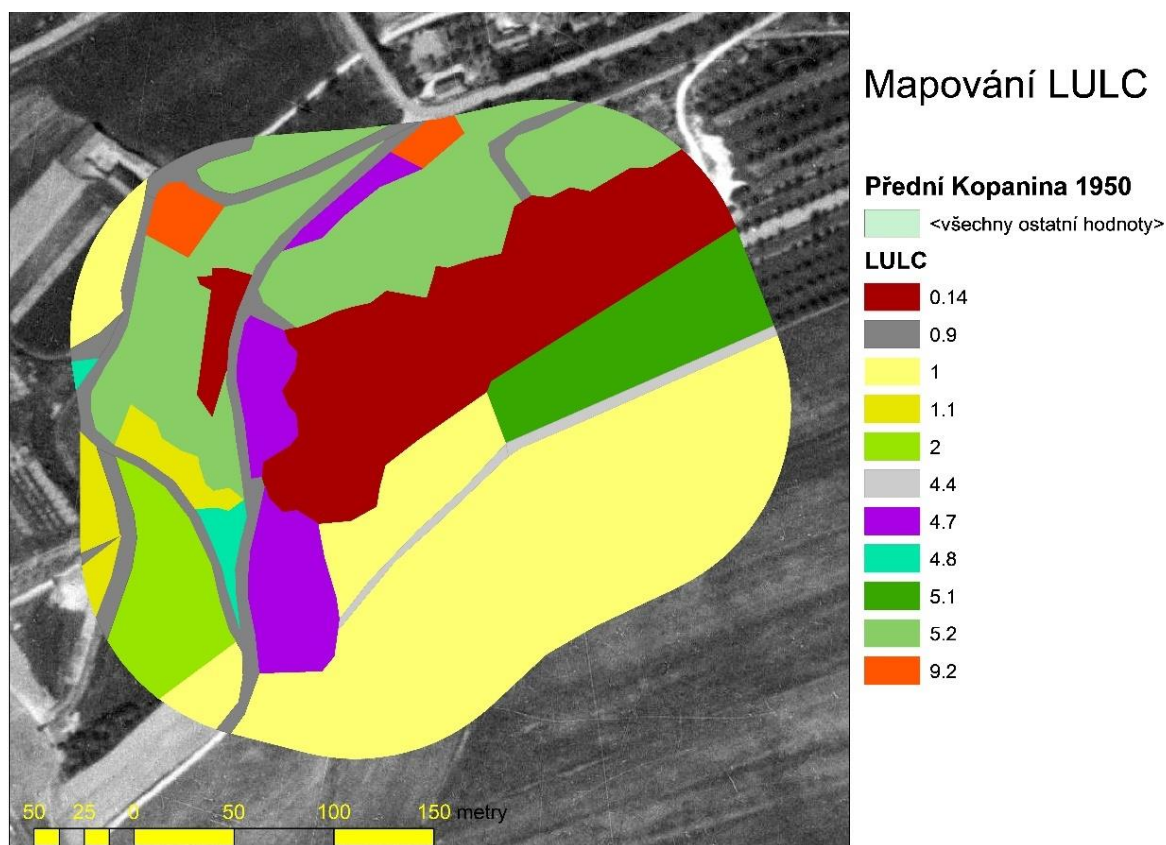 Mapování LULC
Přední Kopanina 1950
<všechny ostatní hodnoty>
LULC
0.14
0.9
1
1.1
2
4.4
4.7
4.8
5.1
5.2
9.2
50 25 0 50 100 150 metry